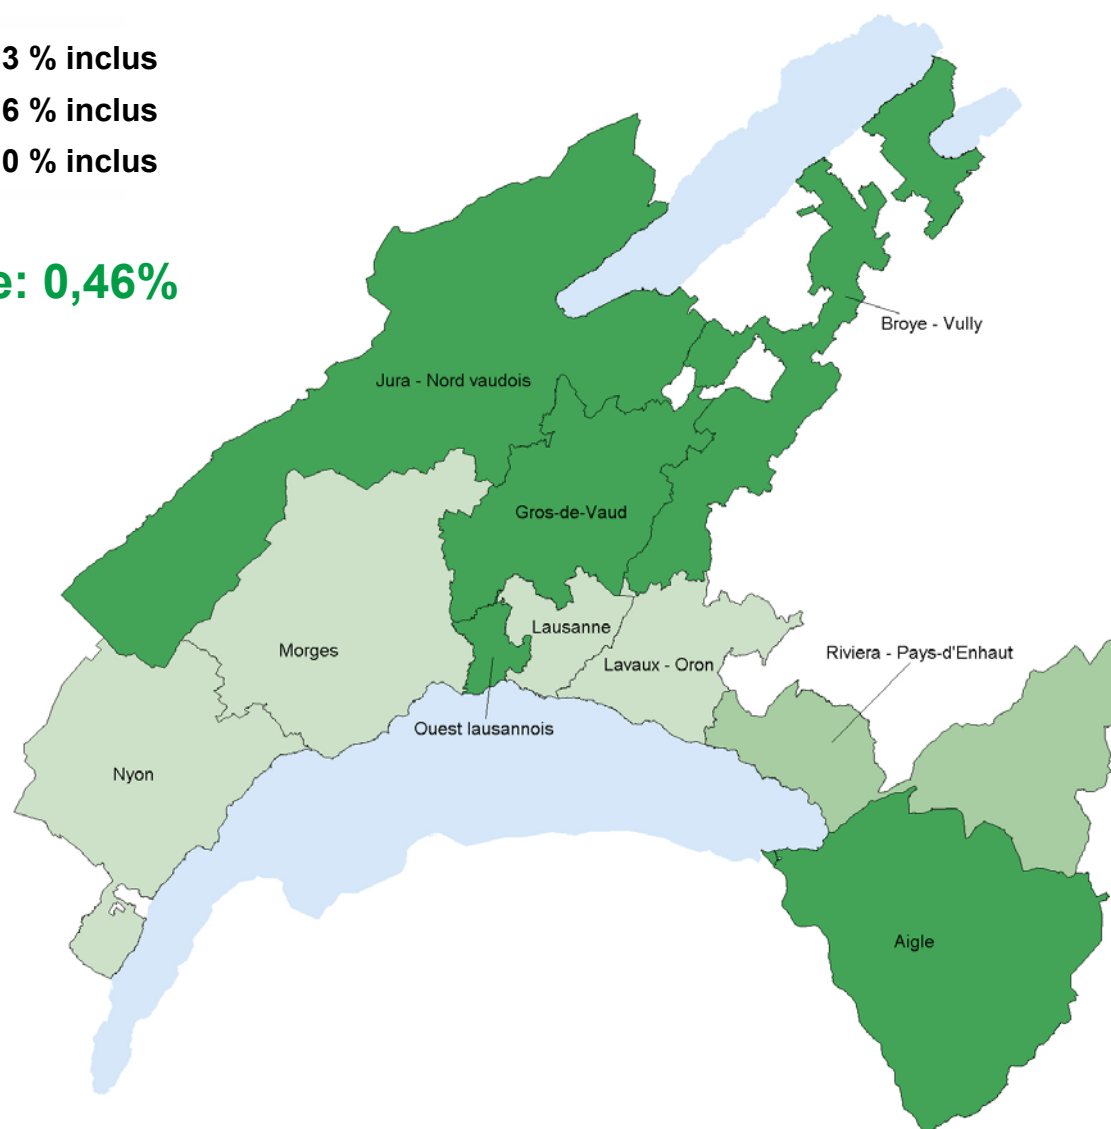 3 % inclus
6 % inclus
0 % inclus
e: 0,46%
Broye - Vully
Jura - Nord vaudois
Gros-de-Vaud
Lausanne
Morges
Riviera - Pays-d'Enhaut
Lavaux - Oron
Ouest lausannois
Nyon
Aigle